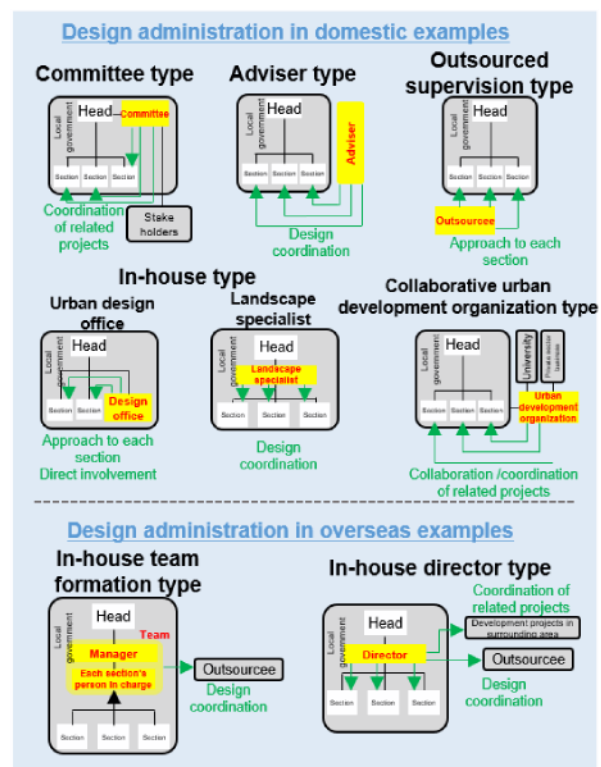 Design administration in domestic examples
Committee type
Local
government
Head
Committee
Section
Section
Section
Coordination
of related
projects
Stake
holders
Adviser type
Local
government
Head
Adviser
Section
Section
Section
Design
coordination
Outsourced
supervision type
Local
government
Head
Section
Section
Section
Outsourcee
Approach to each
section
In-house type
Urban design
office
Local
government
Head
Section
Section
Design
office
Approach to each
section
Direct involvement
Landscape
specialist
Local
government
Head
Landscape
specialist
Section
Section
Section
Design
coordination
Collaborative urban
development organization type
Local
government
Head
University
Private sector
business
Section
Section
Section
Urban
development
organization
Collaboration /coordination
of related projects
Design administration in overseas examples
In-house team
formation type
Local
government
Head
Team
Manager
Each section's
person in charge
Section
Section
Section
Outsourcee
Design
coordination
In-house director type
Local
government
Head
Director
Section
Section
Section
Coordination of
related projects
Development projects in
surrounding area
Outsourcee
Design
coordination